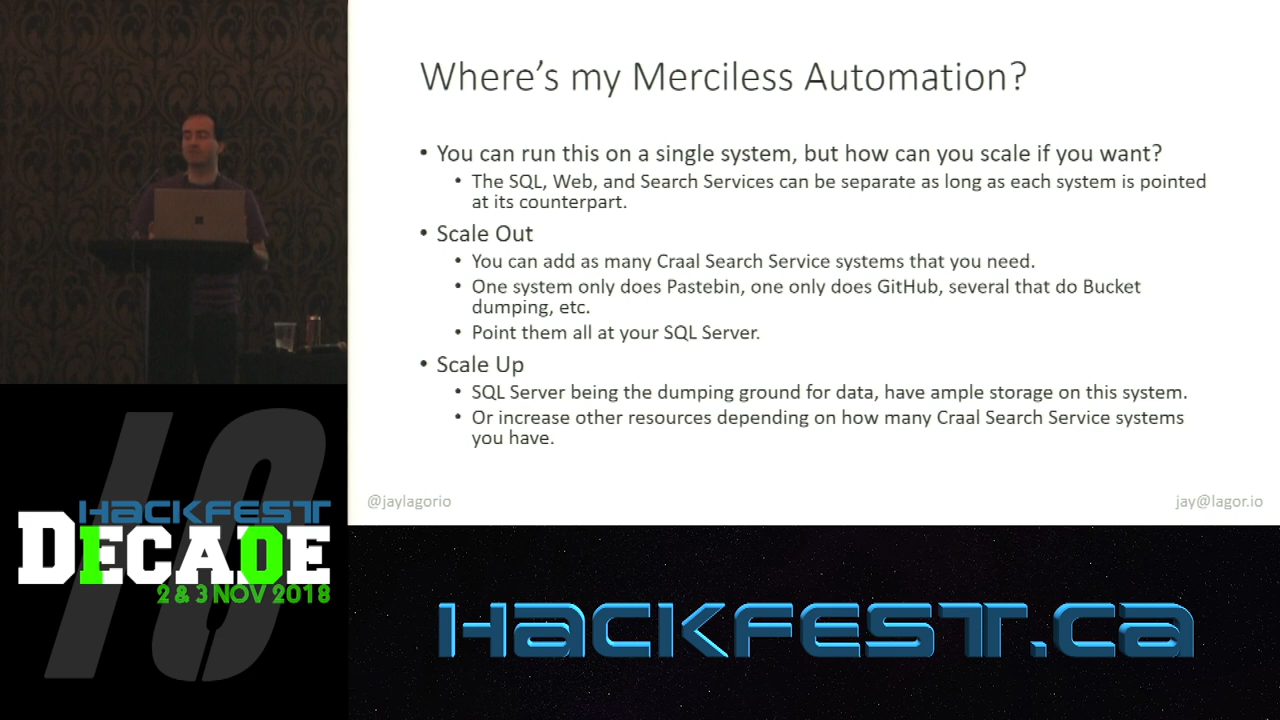 Where's my Merciless Automation?
• You can run this on a single system, but how can you scale if you want?
• The SQL, Web, and Search Services can be separate as long as each system is pointed
at its counterpart.
• Scale Out
• You can add as many Craal Search Service systems that you need.
• One system only does Pastebin, one only does GitHub, several that do Bucket
dumping, etc.
• Point them all at your SQL Server.
• Scale Up
• SQL Server being the dumping ground for data, have ample storage on this system.
• Or increase other resources depending on how many Craal Search Service systems
you have.
@jaylagorio
jay@lagor.io
10
HACKFEST
DECADE
2 & 3 NOV 2018
HACKFEST.CA